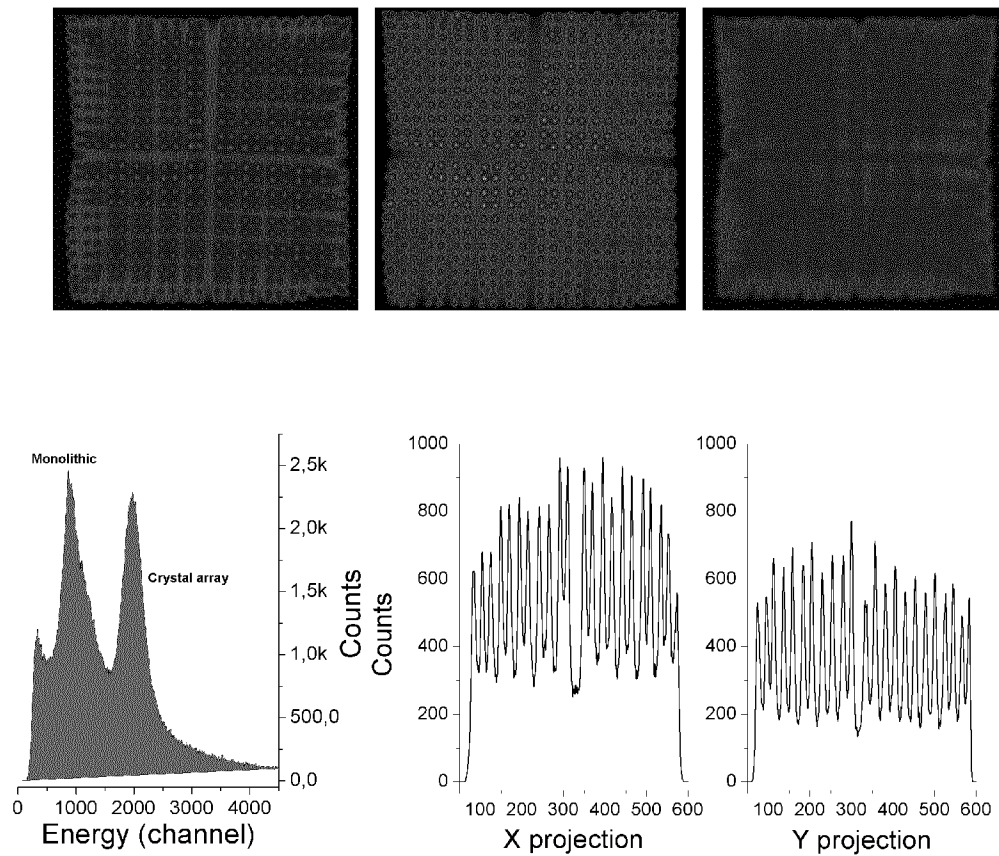 Monolithic
Crystal array
2,5k
2,0k
1,5k
1,0k
500,0
0,0
Counts
0 1000 2000 3000 4000
Energy (channel)
Counts
1000
800
600
400
200
0
100 200 300 400 500 600
X projection
1000
800
600
400
200
0
100 200 300 400 500 600
Y projection